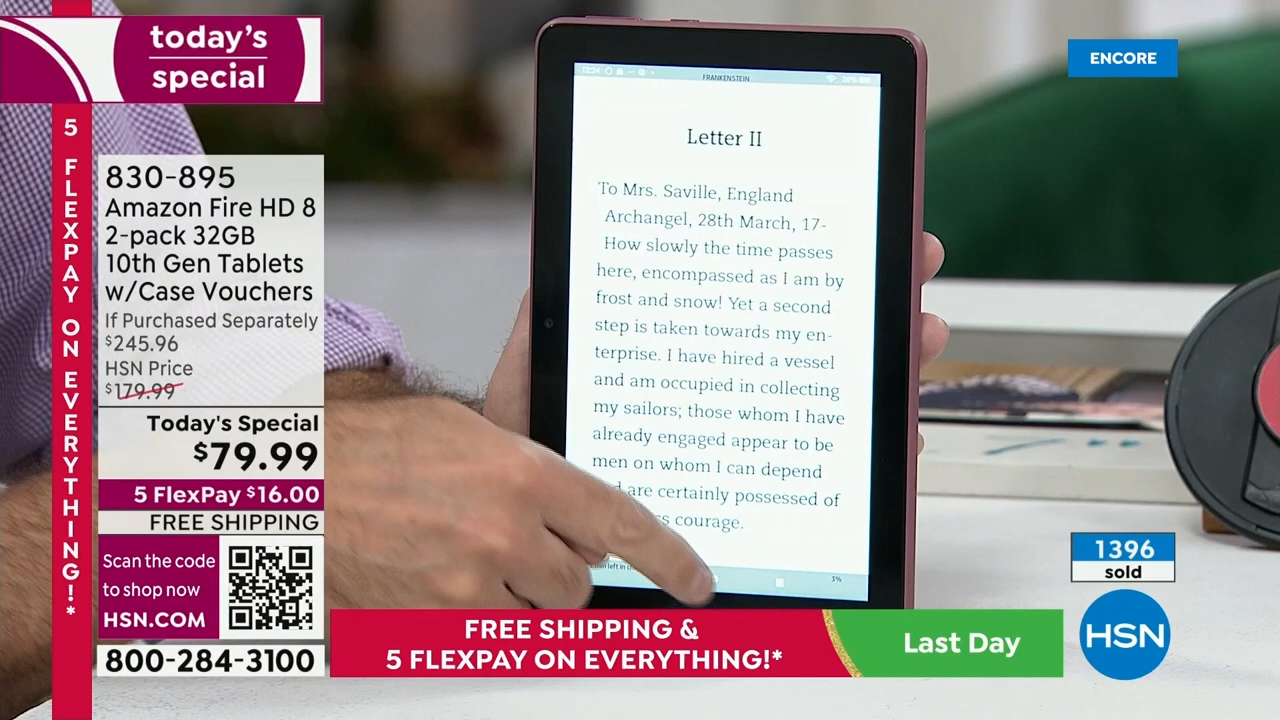 today's
special
ENCORE
5 FLEXPAY ON EVERYTHING!*
830-895
Amazon Fire HD 8
2-pack 32GB
10th Gen Tablets
w/Case Vouchers
If Purchased Separately
$245.96
HSN Price
$179.99
Today's Special
$79.99
5 FlexPay $16.00
FREE SHIPPING
Scan the code
to shop now
HSN.COM
800-284-3100
12:24
FRANKENSTEIN
Letter II
To Mrs. Saville, England
Archangel, 28th March, 17-
How slowly the time passes
here, encompassed as I am by
frost and snow! Yet a second
step is taken towards my en-
terprise. I have hired a vessel
and am occupied in collecting
my sailors; those whom I have
already engaged appear to be
men on whom I can depend
are certainly possessed of
courage.
left in
3%
1396
sold
HSN
FREE SHIPPING &
5 FLEXPAY ON EVERYTHING!*
Last Day